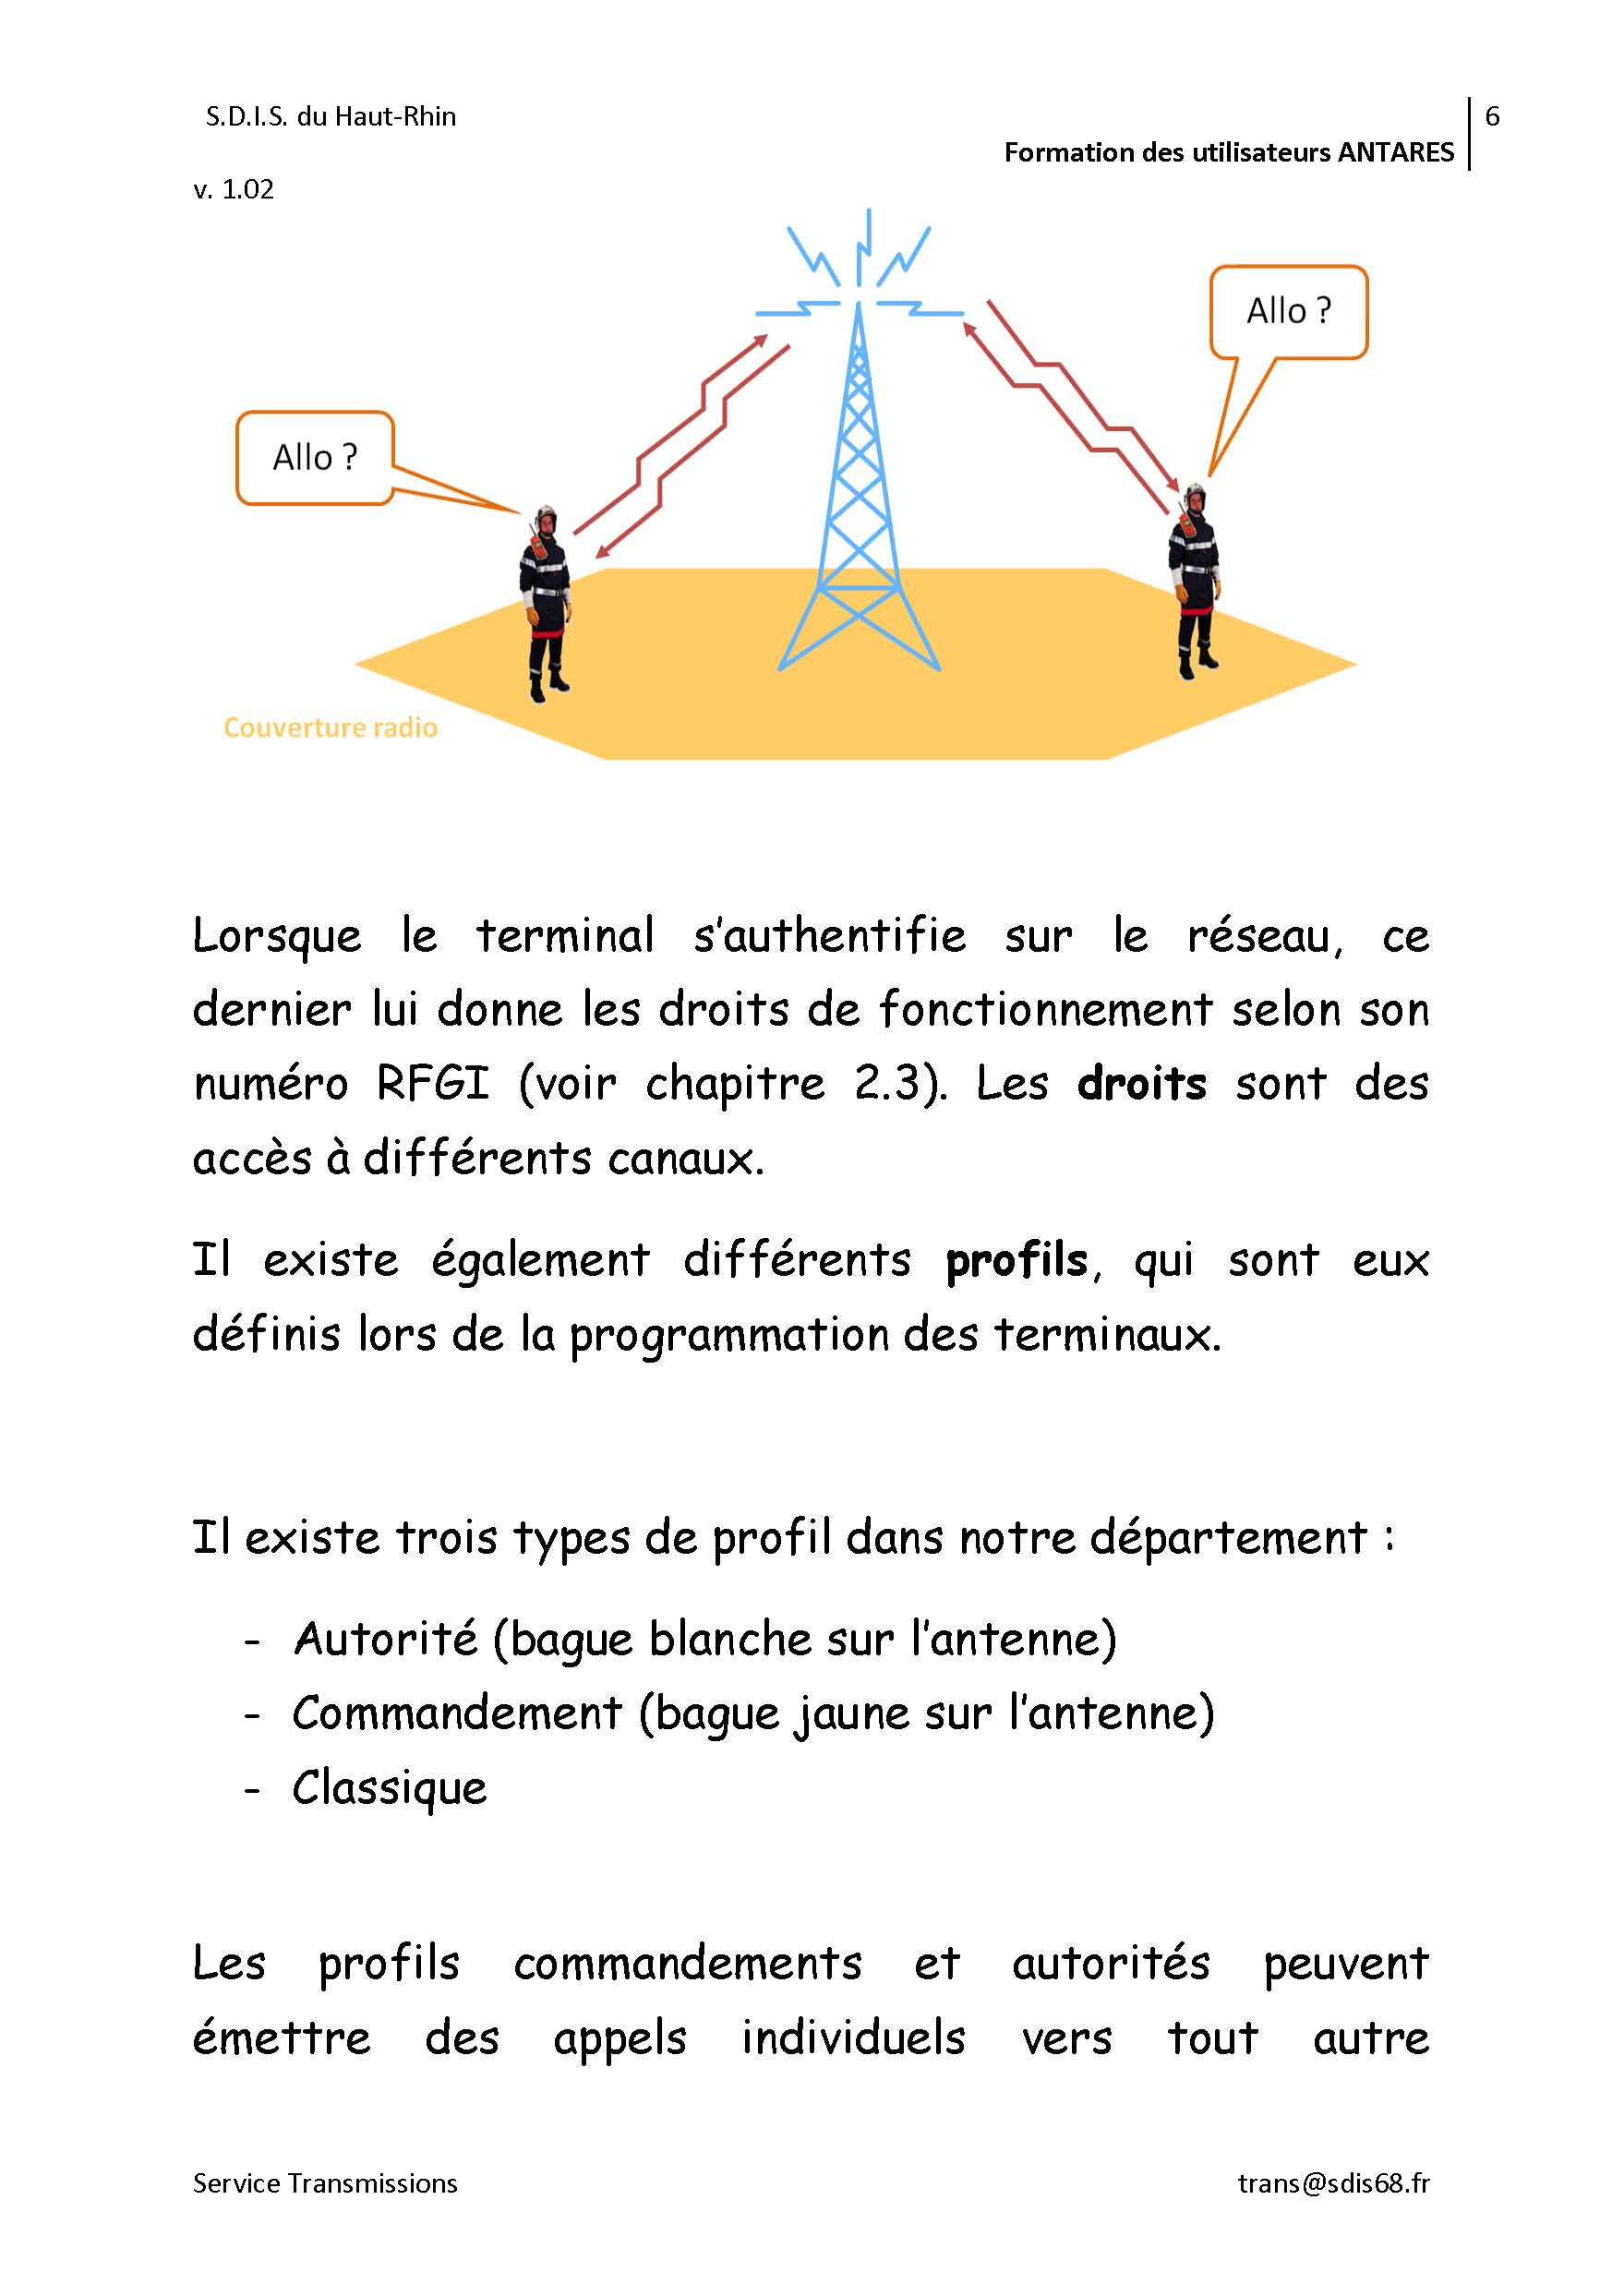 S.D.I.S. du Haut-Rhin
6
Formation des utilisateurs ANTARES
v. 1.02
Allo ?
Allo ?
Couverture radio
Lorsque le terminal s’authentifie sur le réseau, ce
dernier lui donne les droits de fonctionnement selon son
numéro RFGI (voir chapitre 2.3). Les droits sont des
accès à différents canaux.
Il existe également différents profils, qui sont eux
définis lors de la programmation des terminaux.
Il existe trois types de profil dans notre département :
- Autorité (bague blanche sur l’antenne)
- Commandement (bague jaune sur l’antenne)
- Classique
Les profils commandements et autorités peuvent
émettre des appels individuels vers tout autre
Service Transmissions
trans@sdis68.fr